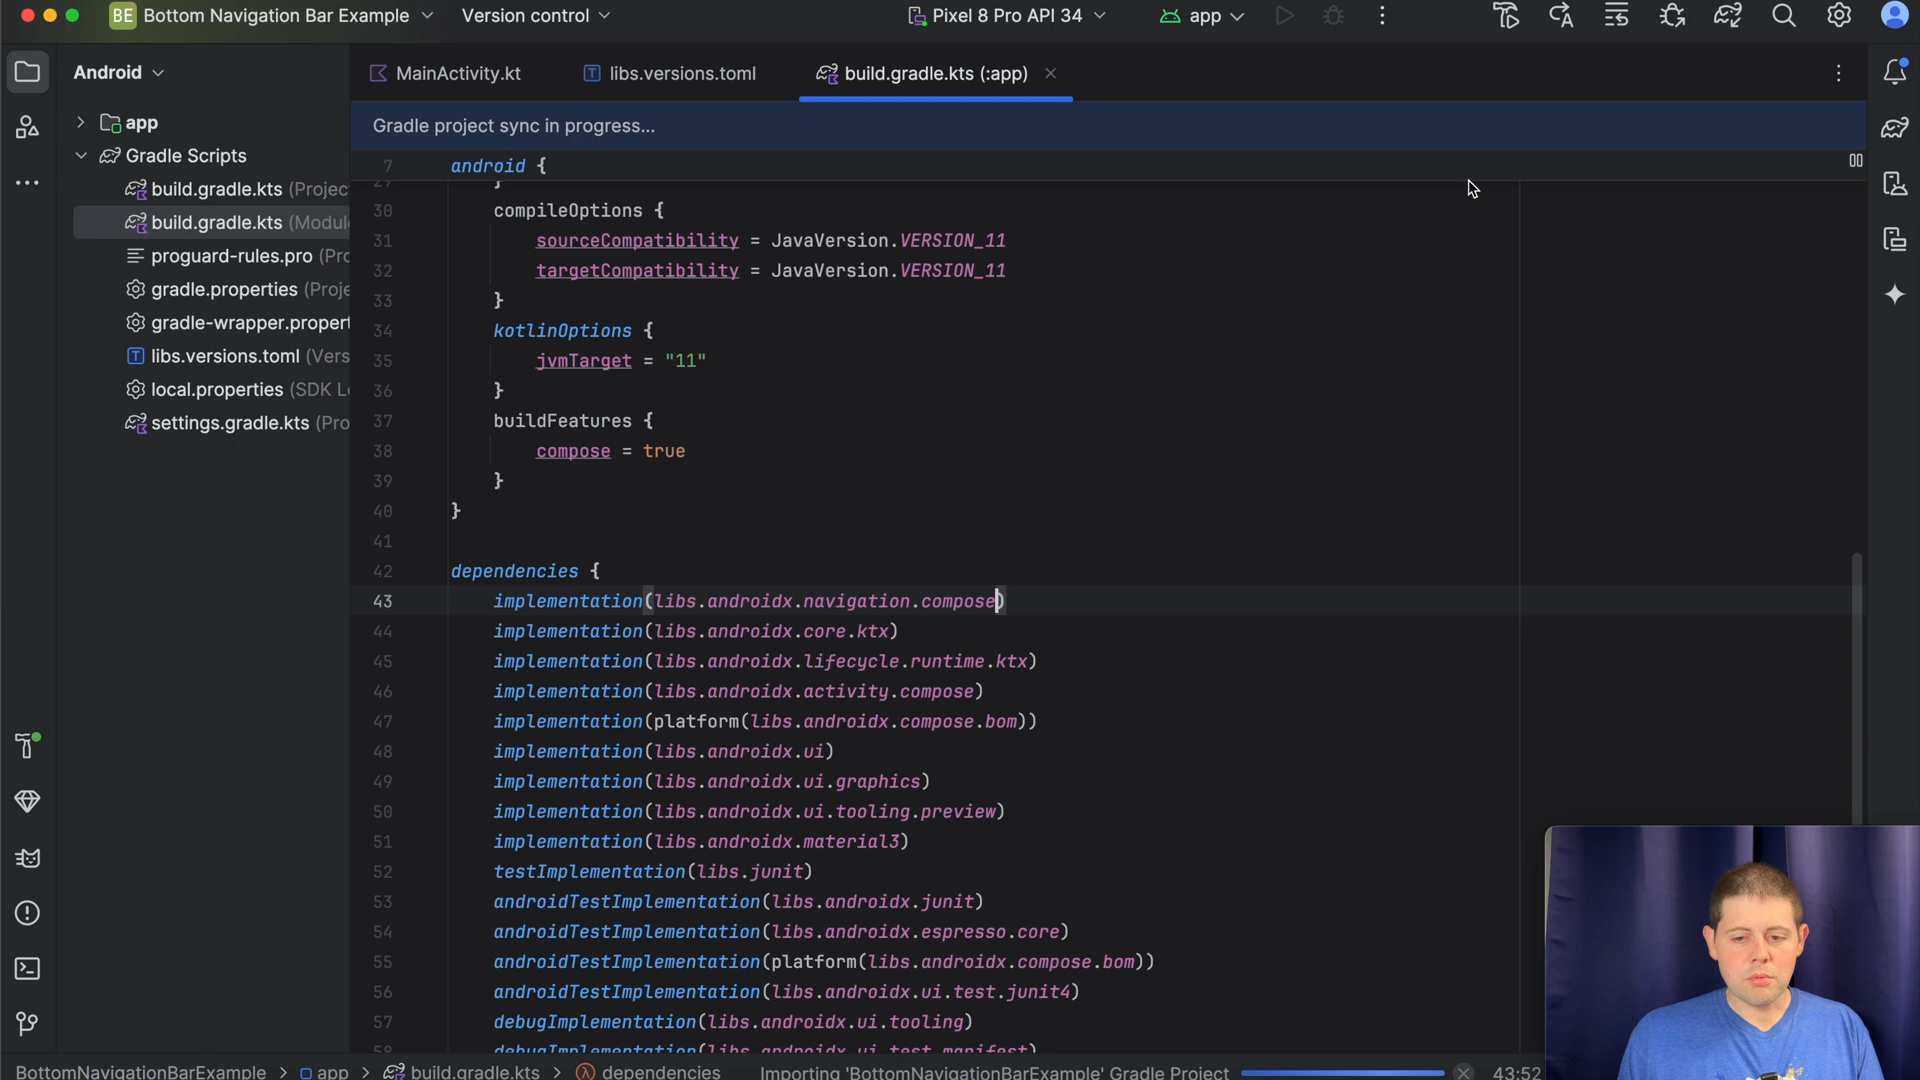 BE Bottom Navigation Bar Example Version control Pixel 8 Pro API 34 app
Android
MainActivity.kt libs.versions.toml build.gradle.kts (:app)
app
Gradle Scripts
build.gradle.kts (Projec
build.gradle.kts (Modul
proguard-rules.pro (Pro
gradle.properties (Proje
gradle-wrapper.propert
libs.versions.toml (Vers
local.properties (SDK Lo
settings.gradle.kts (Pro
Gradle project sync in progress...
7 android {
29 }
30 compileOptions {
31 sourceCompatibility = JavaVersion.VERSION_11
32 targetCompatibility = JavaVersion.VERSION_11
33 }
34 kotlinOptions {
35 jvmTarget = "11"
36 }
37 buildFeatures {
38 compose = true
39 }
40 }
41
42 dependencies {
43 implementation(libs.androidx.navigation.compose)
44 implementation(libs.androidx.core.ktx)
45 implementation(libs.androidx.lifecycle.runtime.ktx)
46 implementation(libs.androidx.activity.compose)
47 implementation(platform(libs.androidx.compose.bom))
48 implementation(libs.androidx.ui)
49 implementation(libs.androidx.ui.graphics)
50 implementation(libs.androidx.ui.tooling.preview)
51 implementation(libs.androidx.material3)
52 testImplementation(libs.junit)
53 androidTestImplementation(libs.androidx.junit)
54 androidTestImplementation(libs.androidx.espresso.core)
55 androidTestImplementation(platform(libs.androidx.compose.bom))
56 androidTestImplementation(libs.androidx.ui.test.junit4)
57 debugImplementation(libs.androidx.ui.tooling)
58 debugImplementation(libs.androidx.ui.test.manifest)
BottomNavigationBarExample > app > build.gradle.kts > dependencies Importing 'BottomNavigationBarExample' Gradle Project 43:52